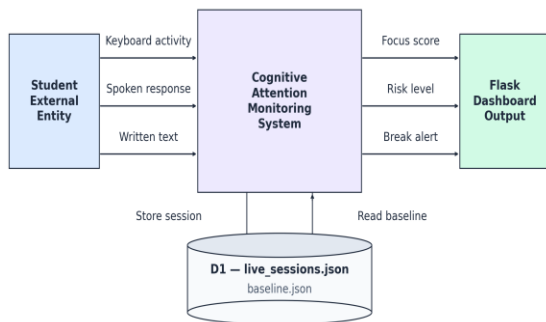 Keyboard activity
Spoken response
Written text
Student
External
Entity
Cognitive
Attention
Monitoring
System
Focus score
Risk level
Break alert
Flask
Dashboard
Output
Store session
Read baseline
D1 — live_sessions.json
baseline.json